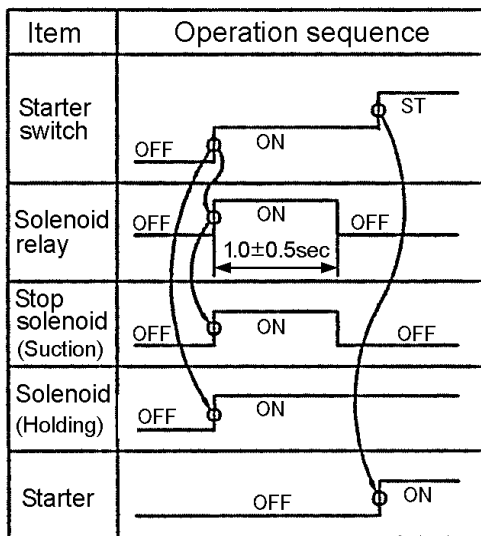 Item Operation sequence
Starter
switch
OFF ON ST
Solenoid
relay
OFF ON OFF
1.0±0.5sec
Stop
solenoid
(Suction)
OFF ON OFF
Solenoid
(Holding)
OFF ON
Starter
OFF ON